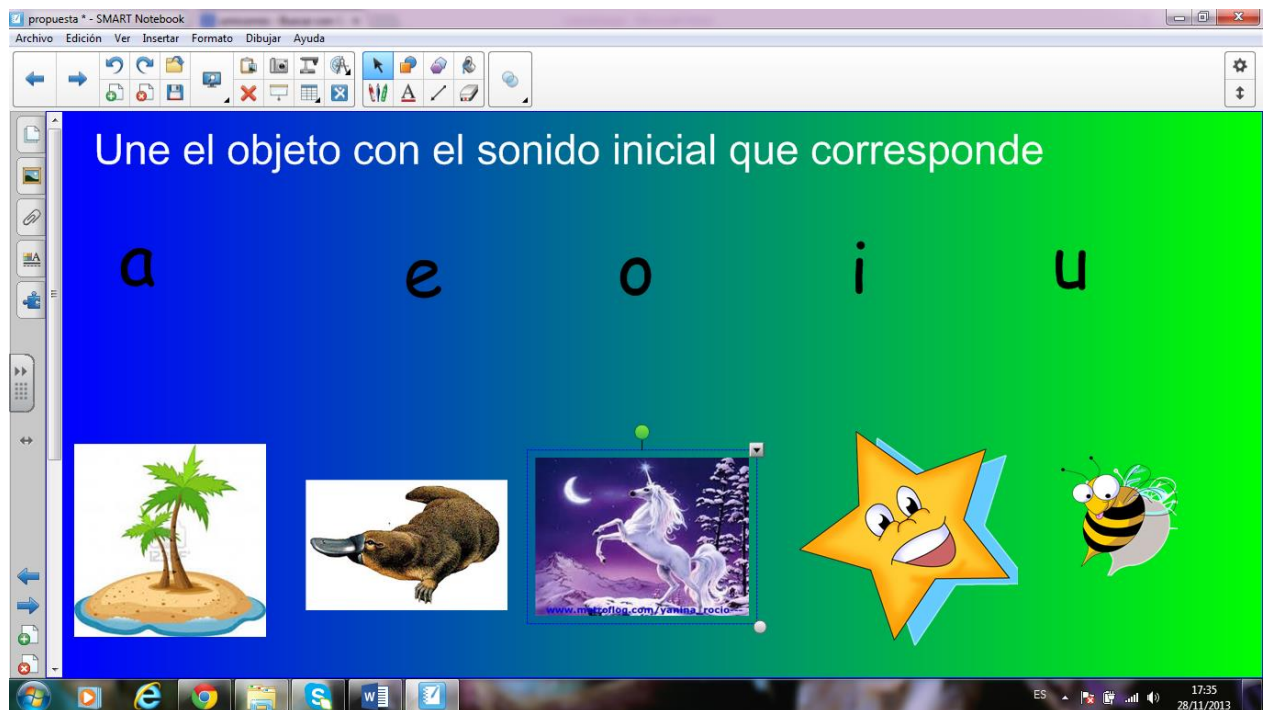 propuesta * - SMART Notebook
Archivo Edición Ver Insertar Formato Dibujar Ayuda
Une el objeto con el sonido inicial que corresponde
a e o i u
www.metroflog.com/yanina_rocio
ES 17:35
28/11/2013